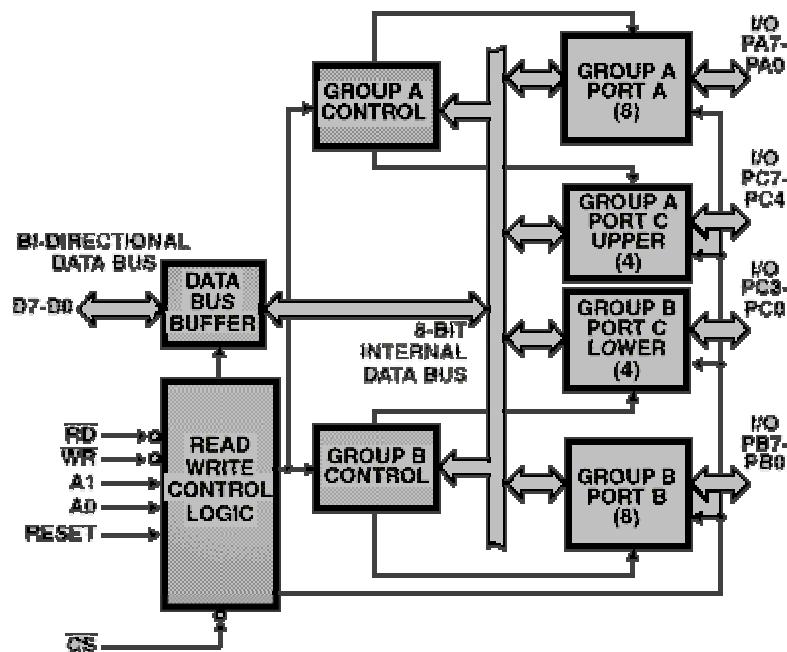 I/O
PA7-
PA0
GROUP A
PORT A
(8)
GROUP A
CONTROL
I/O
PC7-
PC4
GROUP A
PORT C
UPPER
(4)
BI-DIRECTIONAL
DATA BUS
D7-D0
DATA
BUS
BUFFER
8-BIT
INTERNAL
DATA BUS
I/O
PC3-
PC0
GROUP B
PORT C
LOWER
(4)
RD
WR
A1
A0
RESET
READ
WRITE
CONTROL
LOGIC
GROUP B
CONTROL
I/O
PB7-
PB0
GROUP B
PORT B
(8)
CS